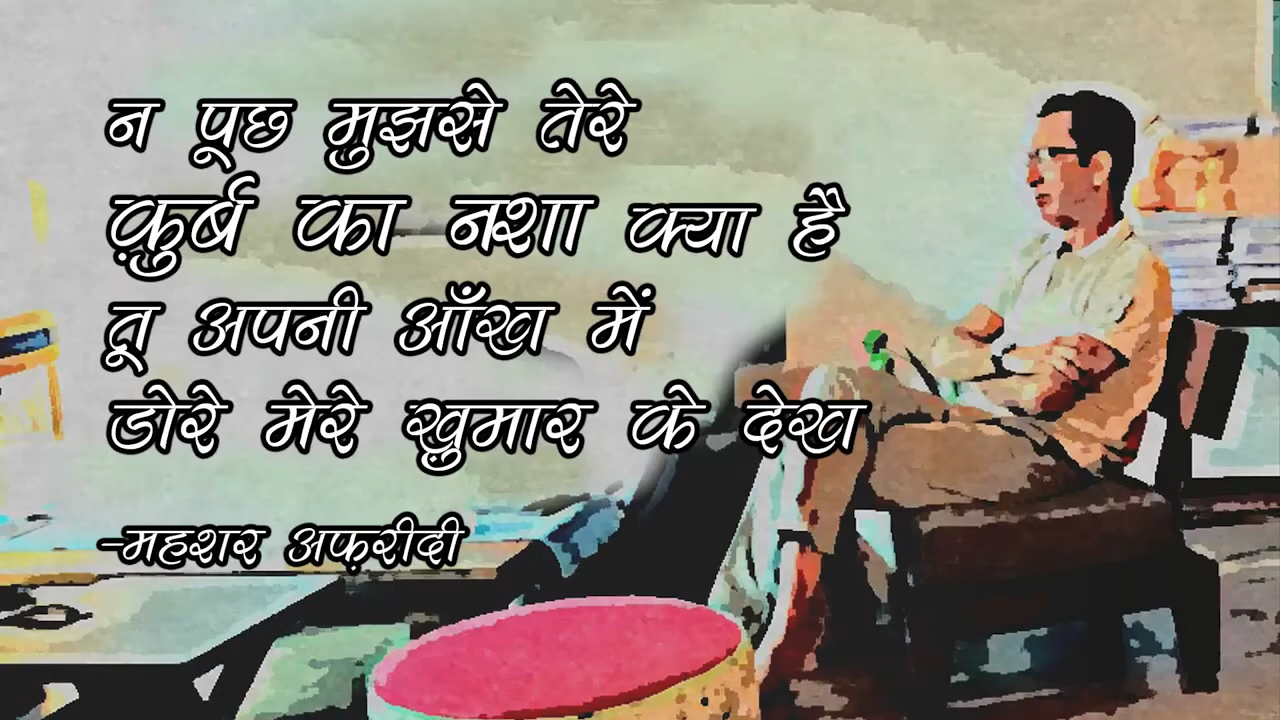 न पूछ मुझसे तेरे
क़ुर्ब का नशा क्या है
तू अपनी आँख में
डोरे मेरे ख़ुमार के देख
-महशर अफ़रीदी